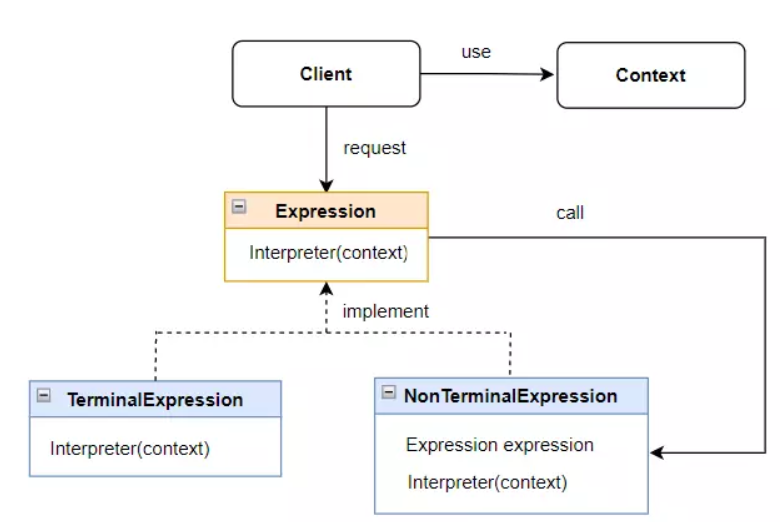 use
Client
Context
request
Expression
call
Interpreter(context)
implement
TerminalExpression
NonTerminalExpression
Interpreter(context)
Expression expression
Interpreter(context)